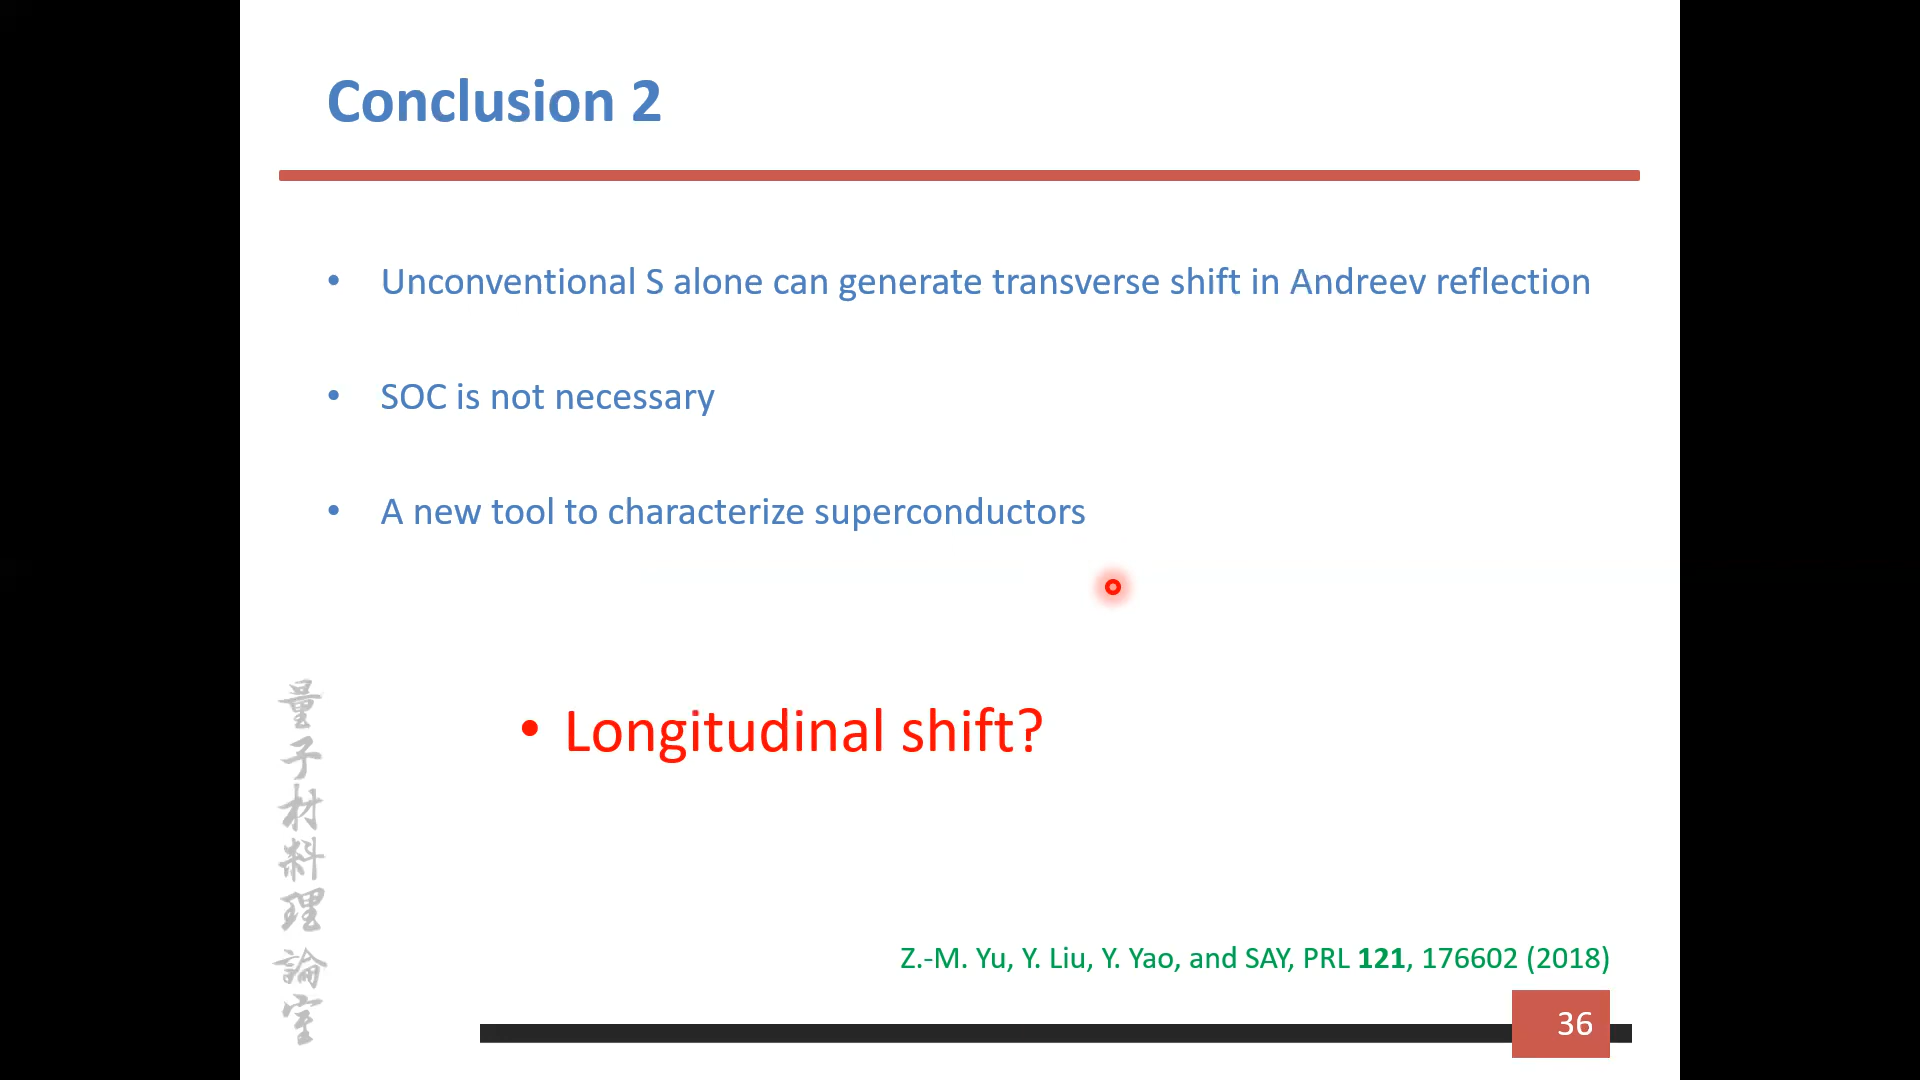 Conclusion 2
• Unconventional S alone can generate transverse shift in Andreev reflection
• SOC is not necessary
• A new tool to characterize superconductors
• Longitudinal shift?
量子材料理論室
Z.-M. Yu, Y. Liu, Y. Yao, and SAY, PRL 121, 176602 (2018)
36